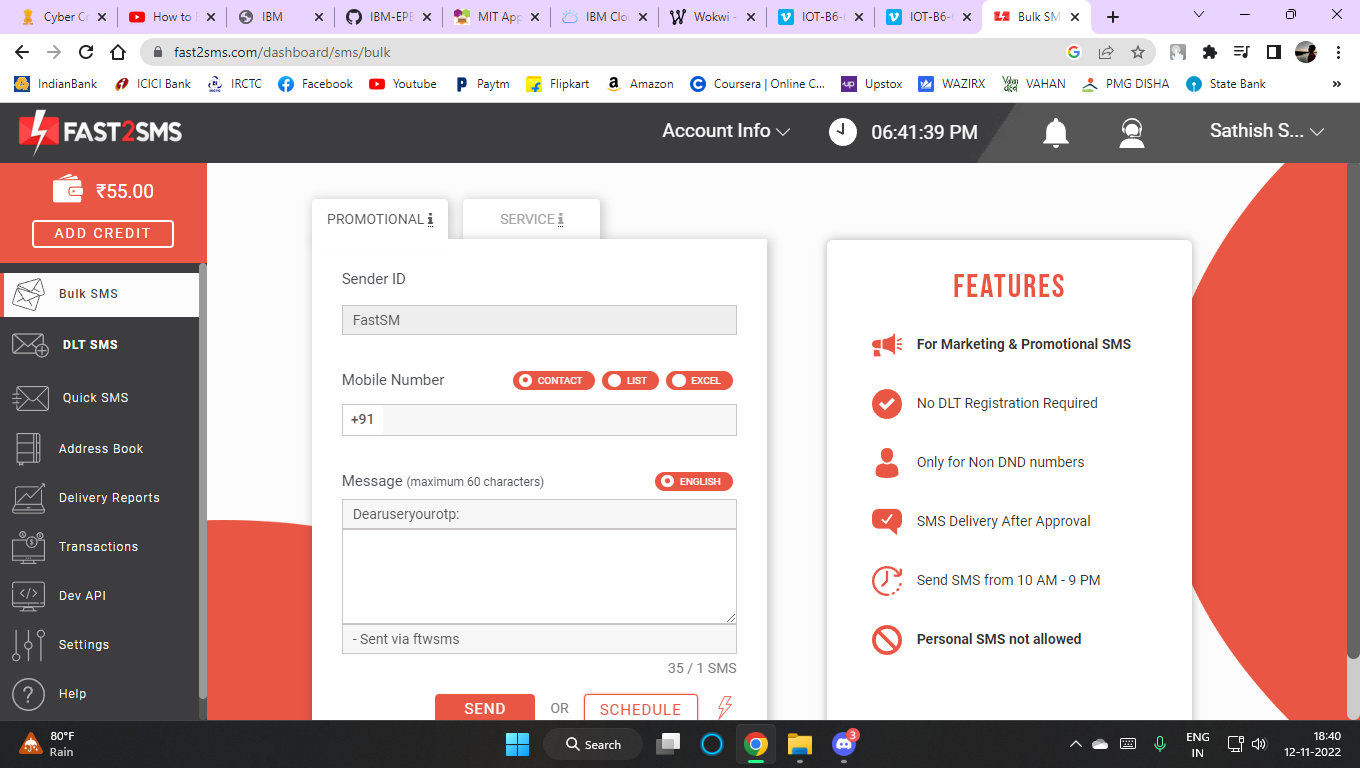 Cyber Cr
How to
IBM
IBM-EPB
MIT App
IBM Clo
Wokwi -
IOT-B6-
IOT-B6-
Bulk SM
fast2sms.com/dashboard/sms/bulk
IndianBank
ICICI Bank
IRCTC
Facebook
Youtube
Paytm
Flipkart
Amazon
Coursera | Online C...
Upstox
WAZIRX
VAHAN
PMG DISHA
State Bank
»
FAST2SMS
Account Info
06:41:39 PM
Sathish S...
₹55.00
ADD CREDIT
Bulk SMS
DLT SMS
Quick SMS
Address Book
Delivery Reports
Transactions
Dev API
Settings
Help
PROMOTIONAL i
SERVICE i
Sender ID
FastSM
Mobile Number
CONTACT
LIST
EXCEL
+91
Message (maximum 60 characters)
ENGLISH
Dearuseryourotp:
- Sent via ftwsms
35 / 1 SMS
SEND
OR
SCHEDULE
FEATURES
For Marketing & Promotional SMS
No DLT Registration Required
Only for Non DND numbers
SMS Delivery After Approval
Send SMS from 10 AM - 9 PM
Personal SMS not allowed
80°F
Rain
Search
3
ENG
IN
18:40
12-11-2022